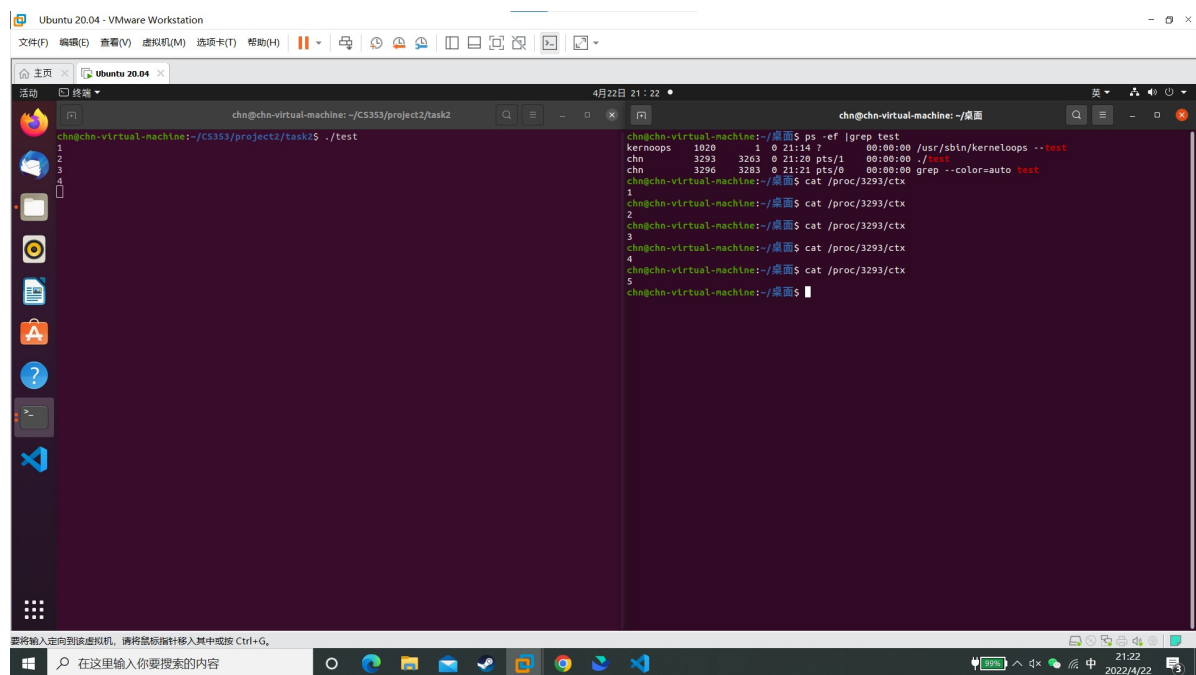 Ubuntu 20.04 - VMware Workstation
文件(F) 编辑(E) 查看(V) 虚拟机(M) 选项卡(T) 帮助(H)
主页 Ubuntu 20.04
活动 终端 4月22日 21：22 英
chn@chn-virtual-machine: ~/CS353/project2/task2
chn@chn-virtual-machine:~/CS353/project2/task2$ ./test
1
2
3
4
chn@chn-virtual-machine: ~/桌面
chn@chn-virtual-machine:~/桌面$ ps -ef |grep test
kernoops 1020 1 0 21:14 ? 00:00:00 /usr/sbin/kerneloops --test
chn 3293 3263 0 21:20 pts/1 00:00:00 ./test
chn 3296 3283 0 21:21 pts/0 00:00:00 grep --color=auto test
chn@chn-virtual-machine:~/桌面$ cat /proc/3293/ctx
1
chn@chn-virtual-machine:~/桌面$ cat /proc/3293/ctx
2
chn@chn-virtual-machine:~/桌面$ cat /proc/3293/ctx
3
chn@chn-virtual-machine:~/桌面$ cat /proc/3293/ctx
4
chn@chn-virtual-machine:~/桌面$ cat /proc/3293/ctx
5
chn@chn-virtual-machine:~/桌面$
要将输入定向到该虚拟机，请将鼠标指针移入其中或按 Ctrl+G。
在这里输入你要搜索的内容
99% 中 21:22
2022/4/22 3